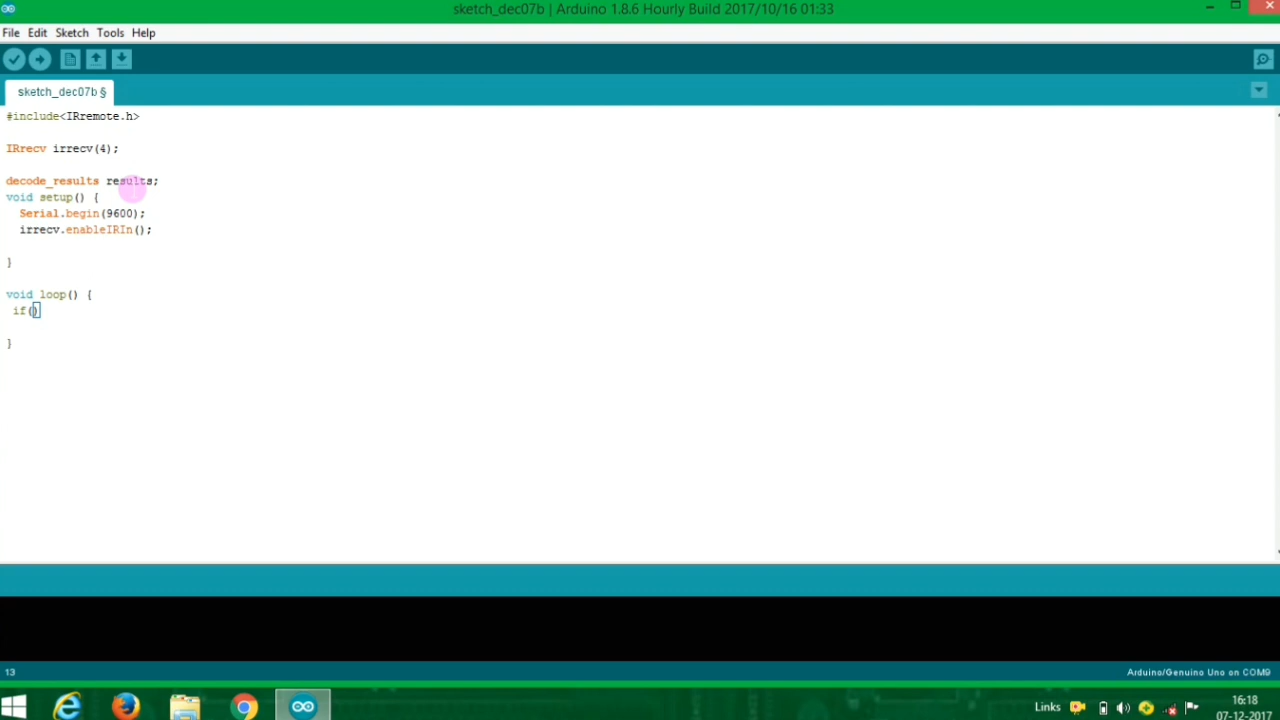 sketch_dec07b | Arduino 1.8.6 Hourly Build 2017/10/16 01:33
File Edit Sketch Tools Help
sketch_dec07b §
#include<IRremote.h>
IRrecv irrecv(4);
decode_results results;
void setup() {
Serial.begin(9600);
irrecv.enableIRIn();
}
void loop() {
if()
}
13
Arduino/Genuino Uno on COM9
Links
16:18
07-12-2017